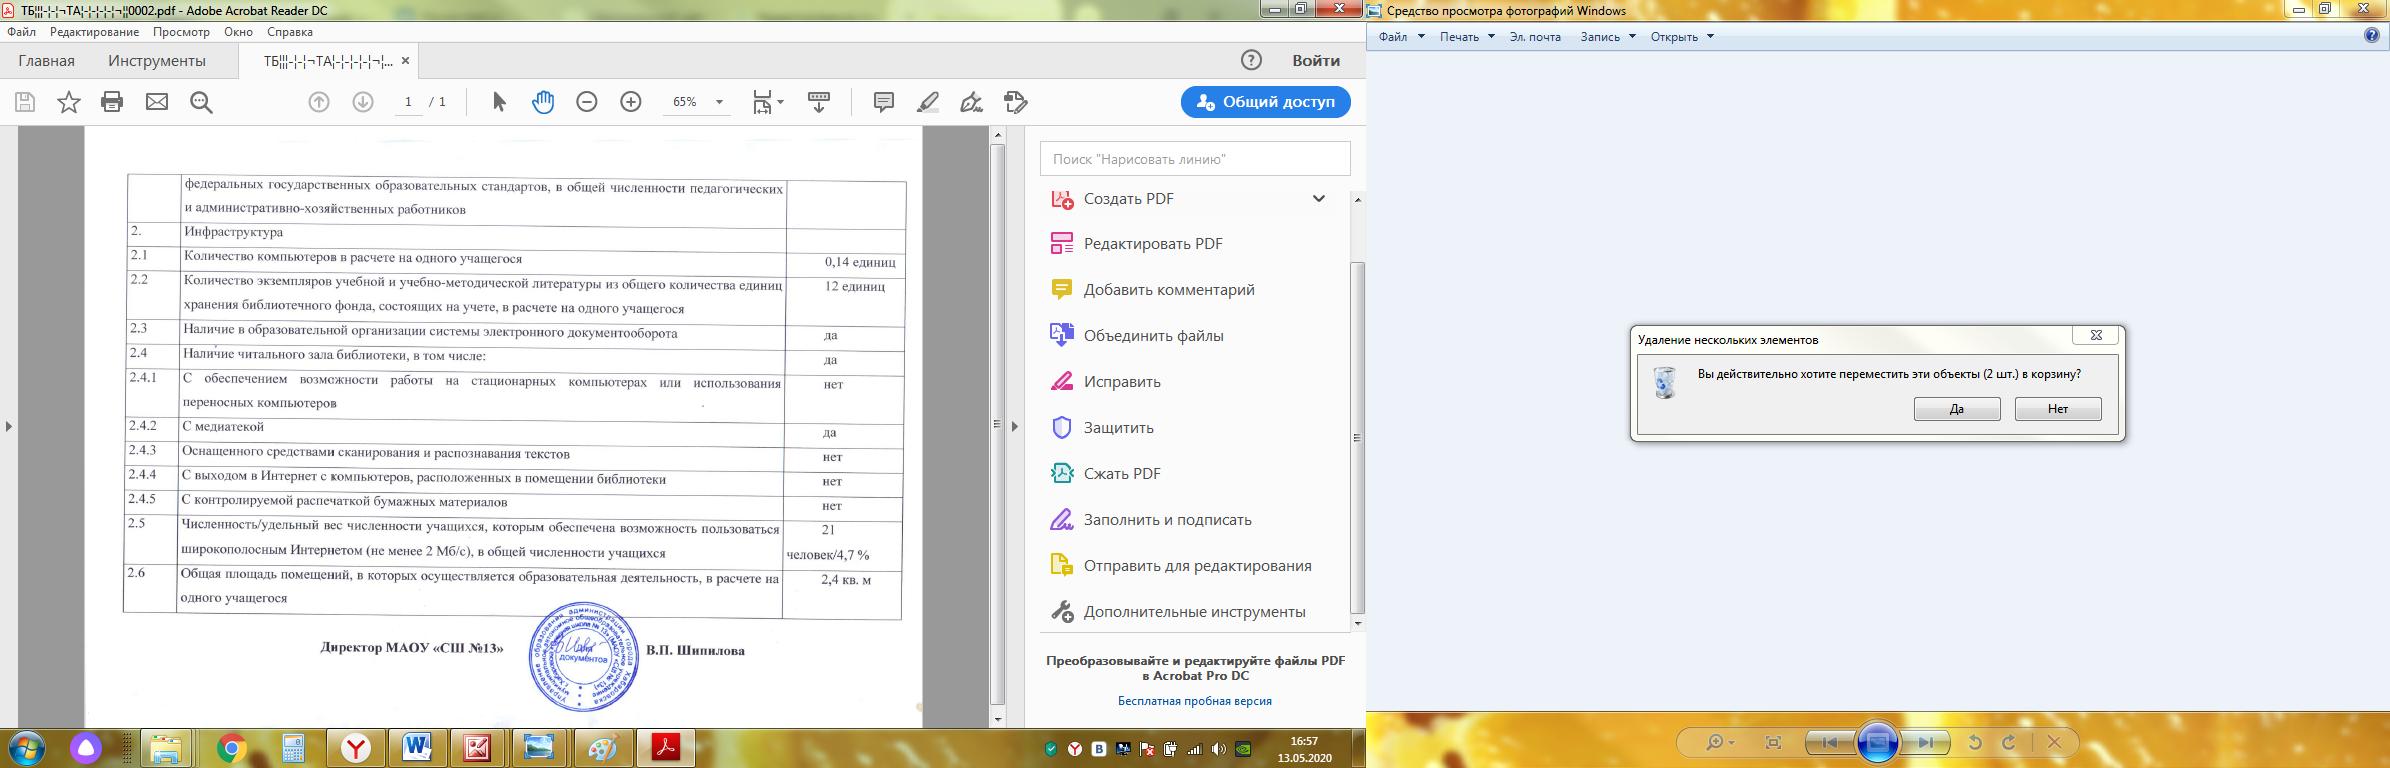 ТБ¦¦¦-¦-¦¬ТА¦-¦-¦-¦-¦¬¦¦0002.pdf - Adobe Acrobat Reader DC
Файл Редактирование Просмотр Окно Справка
Главная Инструменты ТБ¦¦¦-¦-¦¬ТА¦-¦-¦-¦-¦¬¦... Войти
1 / 1 65% Общий доступ
федеральных государственных образовательных стандартов, в общей численности педагогических
и административно-хозяйственных работников
2. Инфраструктура
2.1 Количество компьютеров в расчете на одного учащегося 0,14 единиц
2.2 Количество экземпляров учебной и учебно-методической литературы из общего количества единиц 12 единиц
хранения библиотечного фонда, состоящих на учете, в расчете на одного учащегося
2.3 Наличие в образовательной организации системы электронного документооборота да
2.4 Наличие читального зала библиотеки, в том числе: да
2.4.1 С обеспечением возможности работы на стационарных компьютерах или использования нет
переносных компьютеров
2.4.2 С медиатекой да
2.4.3 Оснащенного средствами сканирования и распознавания текстов нет
2.4.4 С выходом в Интернет с компьютеров, расположенных в помещении библиотеки нет
2.4.5 С контролируемой распечаткой бумажных материалов нет
2.5 Численность/удельный вес численности учащихся, которым обеспечена возможность пользоваться 21
широкополосным Интернетом (не менее 2 Мб/с), в общей численности учащихся человек/4,7 %
2.6 Общая площадь помещений, в которых осуществляется образовательная деятельность, в расчете на 2,4 кв. м
одного учащегося
Директор МАОУ «СШ №13» В.П. Шипилова
Для
документов
Поиск "Нарисовать линию"
Создать PDF
Редактировать PDF
Добавить комментарий
Объединить файлы
Исправить
Защитить
Сжать PDF
Заполнить и подписать
Отправить для редактирования
Дополнительные инструменты
Преобразовывайте и редактируйте файлы PDF
в Acrobat Pro DC
Бесплатная пробная версия
16:57
13.05.2020
Средство просмотра фотографий Windows
Файл Печать Эл. почта Запись Открыть
Удаление нескольких элементов
Вы действительно хотите переместить эти объекты (2 шт.) в корзину?
Да Нет